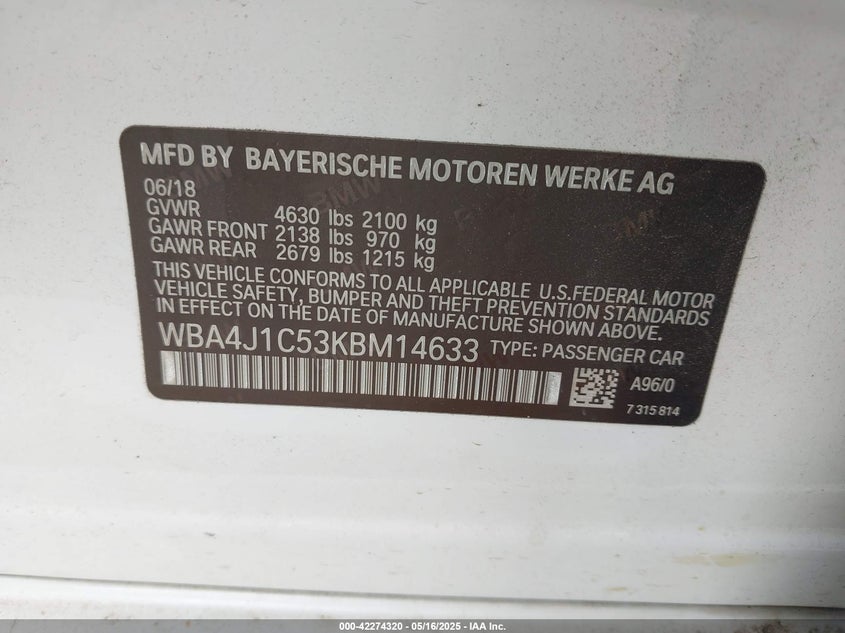 MFD BY BAYERISCHE MOTOREN WERKE AG
06/18
GVWR 4630 lbs 2100 kg
GAWR FRONT 2138 lbs 970 kg
GAWR REAR 2679 lbs 1215 kg
THIS VEHICLE CONFORMS TO ALL APPLICABLE U.S.FEDERAL MOTOR
VEHICLE SAFETY, BUMPER AND THEFT PREVENTION STANDARDS
IN EFFECT ON THE DATE OF MANUFACTURE SHOWN ABOVE.
WBA4J1C53KBM14633 TYPE: PASSENGER CAR
A96/0
7 315 814
000-42274320 - 05/16/2025 - IAA Inc.